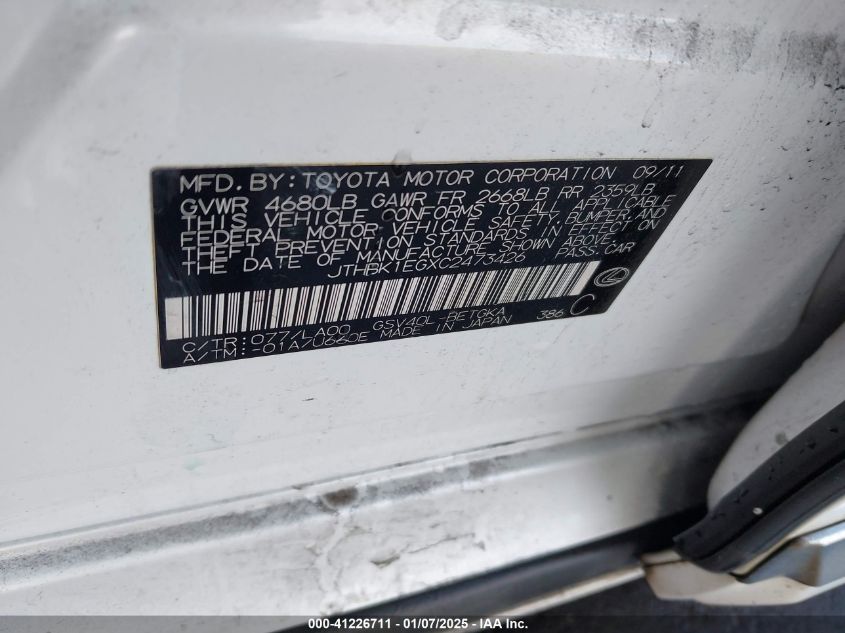 MFD. BY: TOYOTA MOTOR CORPORATION 09/11
GVWR 4680LB GAWR FR 2668LB RR 2359LB
THIS VEHICLE CONFORMS TO ALL APPLICABLE
FEDERAL MOTOR VEHICLE SAFETY, BUMPER, AND
THEFT PREVENTION STANDARDS IN EFFECT ON
THE DATE OF MANUFACTURE SHOWN ABOVE.
JTHBK1EGXC2473426 PASS.CAR
386 C
C/TR:077/LA00 GSV40L-BETGKA
A/TM:-01A/U660E MADE IN JAPAN
000-41226711 - 01/07/2025 - IAA Inc.